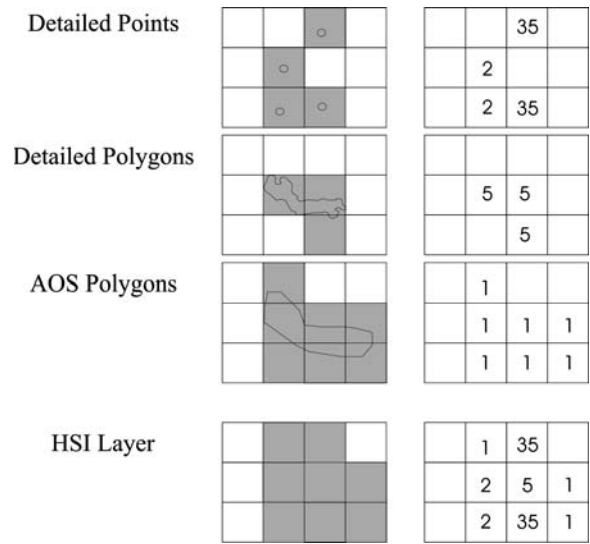 Detailed Points
35
2
2 35
Detailed Polygons
5 5
5
AOS Polygons
1
1 1 1
1 1 1
HSI Layer
1 35
2 5 1
2 35 1